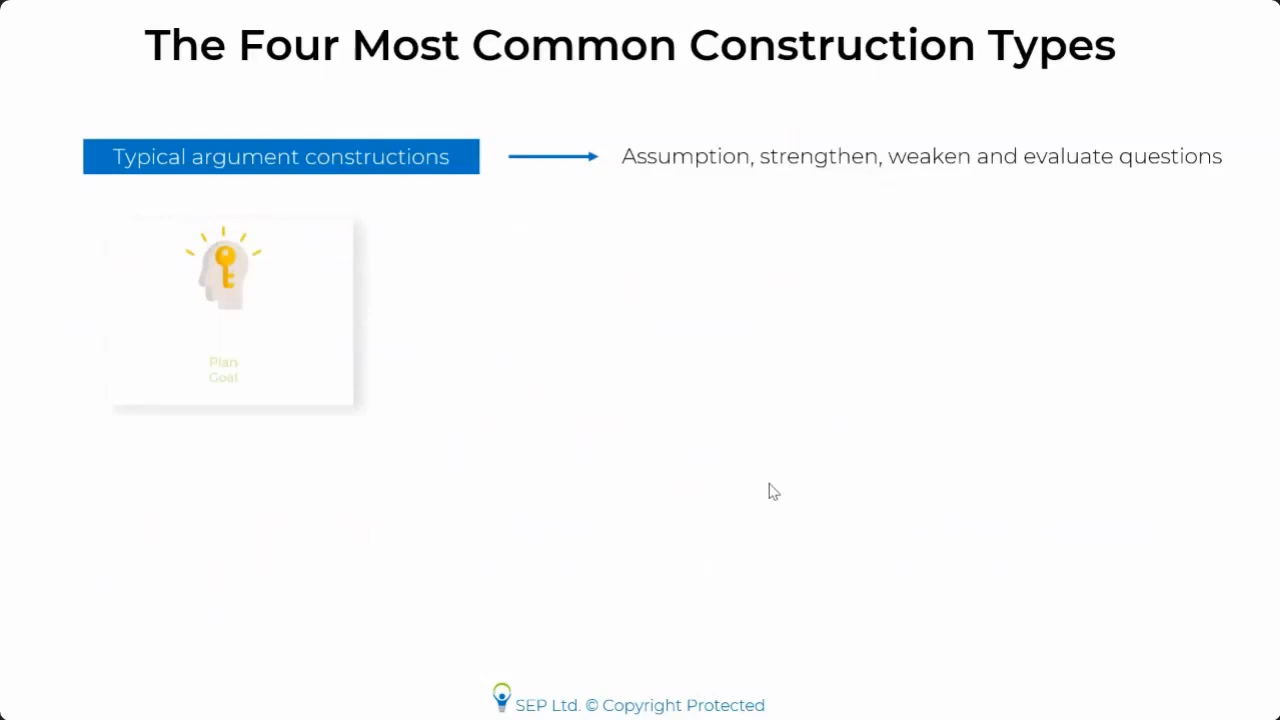 The Four Most Common Construction Types
Typical argument constructions
Assumption, strengthen, weaken and evaluate questions
Plan
Goal
SEP Ltd. © Copyright Protected